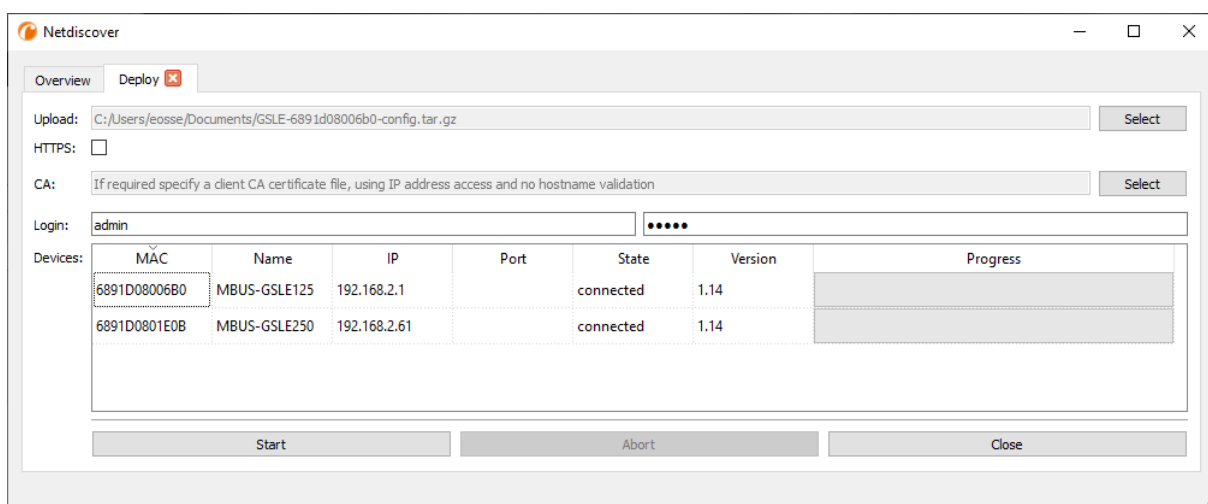 Netdiscover
Overview Deploy
Upload: C:/Users/eosse/Documents/GSLE-6891d08006b0-config.tar.gz Select
HTTPS:
CA: If required specify a client CA certificate file, using IP address access and no hostname validation Select
Login: admin •••••
Devices: MAC Name IP Port State Version Progress
6891D08006B0 MBUS-GSLE125 192.168.2.1 connected 1.14
6891D0801E0B MBUS-GSLE250 192.168.2.61 connected 1.14
Start Abort Close